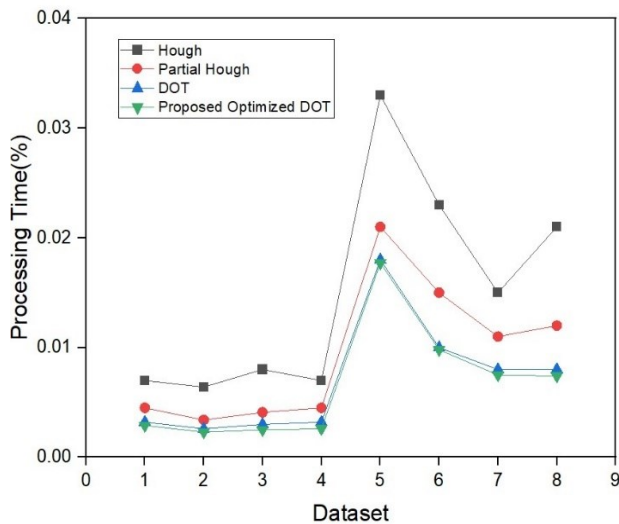 0.04
0.03
0.02
0.01
0.00
Processing Time(%)
Hough
Partial Hough
DOT
Proposed Optimized DOT
0 1 2 3 4 5 6 7 8 9
Dataset